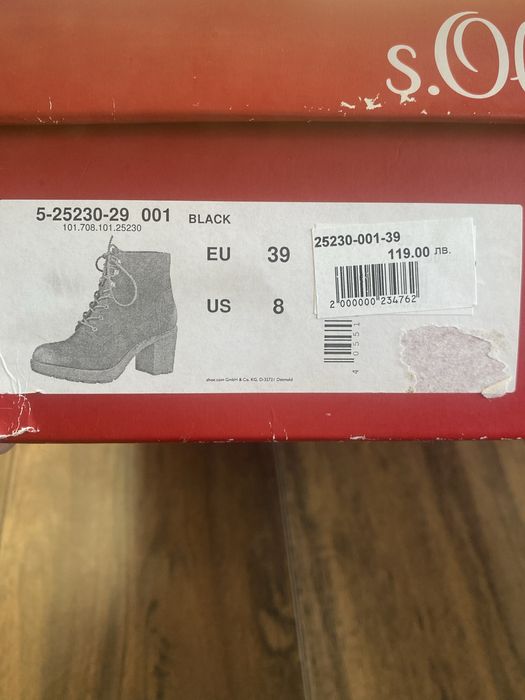 s.O
5-25230-29 001 BLACK
101.708.101.25230
EU 39
US 8
25230-001-39
119.00 лв.
2 000000 234762
4 0551
shoe.com GmbH & Co. KG, D-32721 Detmold